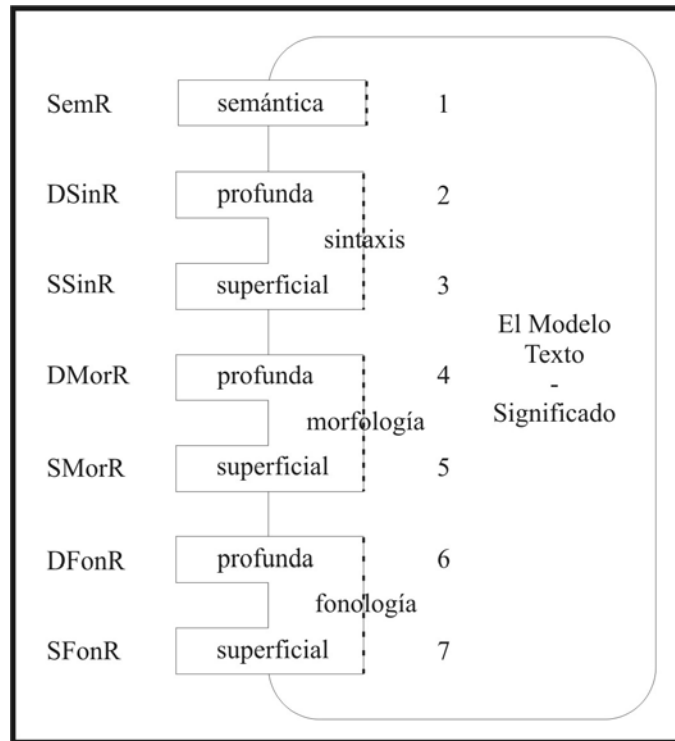 SemR semántica 1
DSinR profunda 2
sintaxis
SSinR superficial 3
El Modelo
Texto
-
Significado
DMorR profunda 4
morfología
SMorR superficial 5
DFonR profunda 6
fonología
SFonR superficial 7